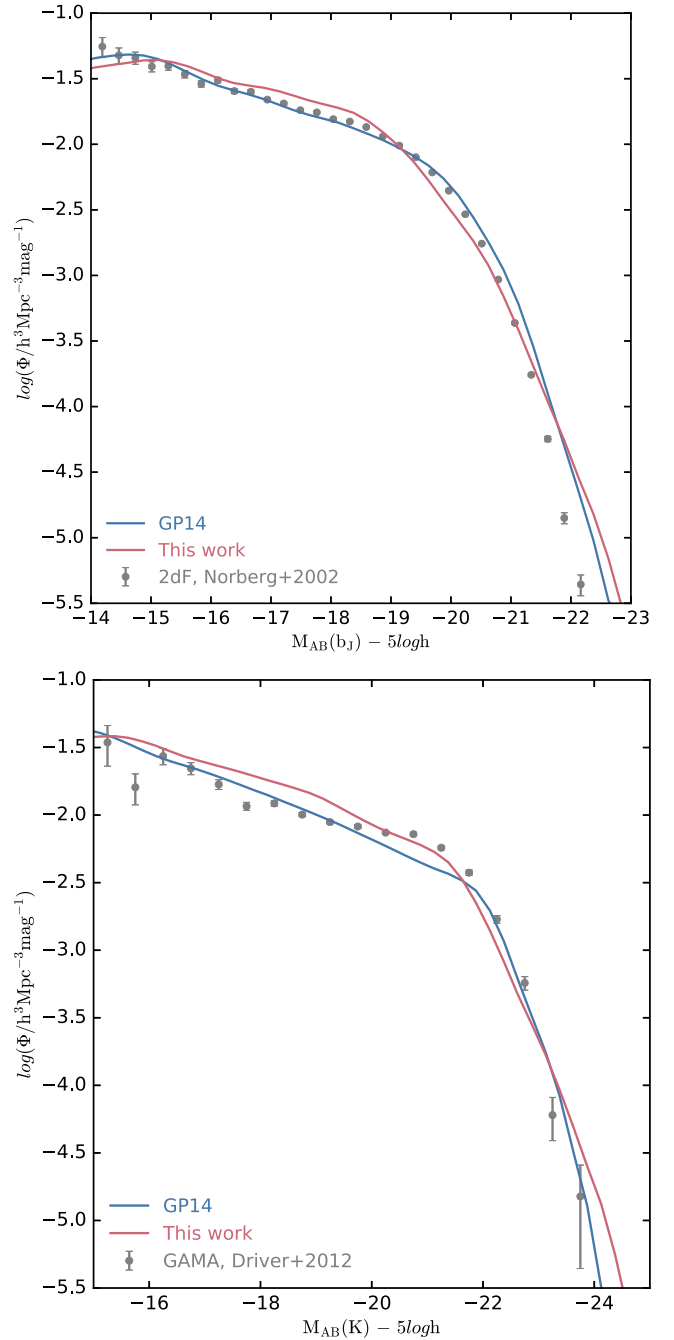 −1.0
−1.5
−2.0
−2.5
−3.0
−3.5
−4.0
−4.5
−5.0
−5.5
log(Φ/h³Mpc⁻³mag⁻¹)
GP14
This work
2dF, Norberg+2002
−14 −15 −16 −17 −18 −19 −20 −21 −22 −23
M_AB(b_J) − 5logh
−1.0
−1.5
−2.0
−2.5
−3.0
−3.5
−4.0
−4.5
−5.0
−5.5
log(Φ/h³Mpc⁻³mag⁻¹)
GP14
This work
GAMA, Driver+2012
−16 −18 −20 −22 −24
M_AB(K) − 5logh